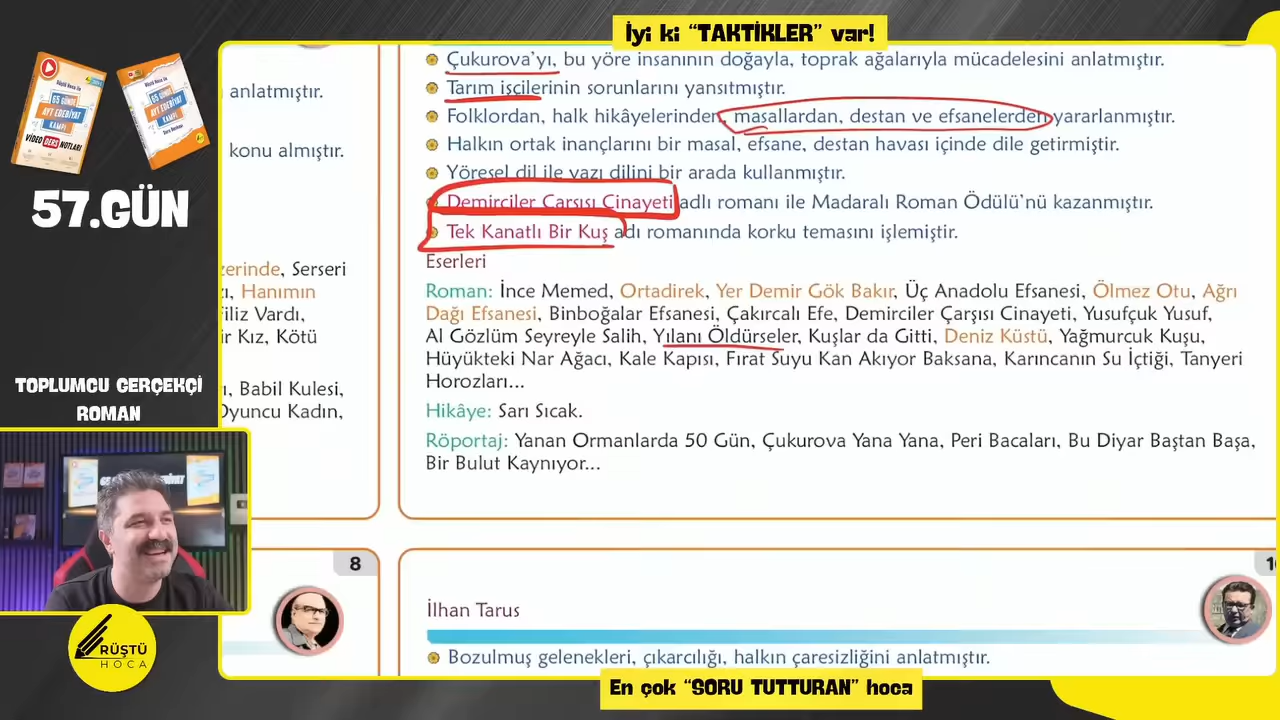 İyi ki “TAKTİKLER” var!
57.GÜN
TOPLUMCU GERÇEKÇİ
ROMAN
RÜŞTÜ
HOCA
anlatmıştır.
konu almıştır.
zerinde, Serseri
Hanımın
Filiz Vardı,
ir Kız, Kötü
Babil Kulesi,
Oyuncu Kadın,
8
Çukurova’yı, bu yöre insanının doğayla, toprak ağalarıyla mücadelesini anlatmıştır.
Tarım işçilerinin sorunlarını yansıtmıştır.
Folklordan, halk hikâyelerinden, masallardan, destan ve efsanelerden yararlanmıştır.
Halkın ortak inançlarını bir masal, efsane, destan havası içinde dile getirmiştir.
Yöresel dil ile yazı dilini bir arada kullanmıştır.
Demirciler Çarşısı Cinayeti adlı romanı ile Madaralı Roman Ödülü’nü kazanmıştır.
Tek Kanatlı Bir Kuş adı romanında korku temasını işlemiştir.
Eserleri
Roman: İnce Memed, Ortadirek, Yer Demir Gök Bakır, Üç Anadolu Efsanesi, Ölmez Otu, Ağrı
Dağı Efsanesi, Binboğalar Efsanesi, Çakırcalı Efe, Demirciler Çarşısı Cinayeti, Yusufçuk Yusuf,
Al Gözlüm Seyreyle Salih, Yılanı Öldürseler, Kuşlar da Gitti, Deniz Küstü, Yağmurcuk Kuşu,
Hüyükteki Nar Ağacı, Kale Kapısı, Fırat Suyu Kan Akıyor Baksana, Karıncanın Su İçtiği, Tanyeri
Horozları...
Hikâye: Sarı Sıcak.
Röportaj: Yanan Ormanlarda 50 Gün, Çukurova Yana Yana, Peri Bacaları, Bu Diyar Baştan Başa,
Bir Bulut Kaynıyor...
İlhan Tarus
Bozulmuş gelenekleri, çıkarcılığı, halkın çaresizliğini anlatmıştır.
En çok “SORU TUTTURAN” hoca